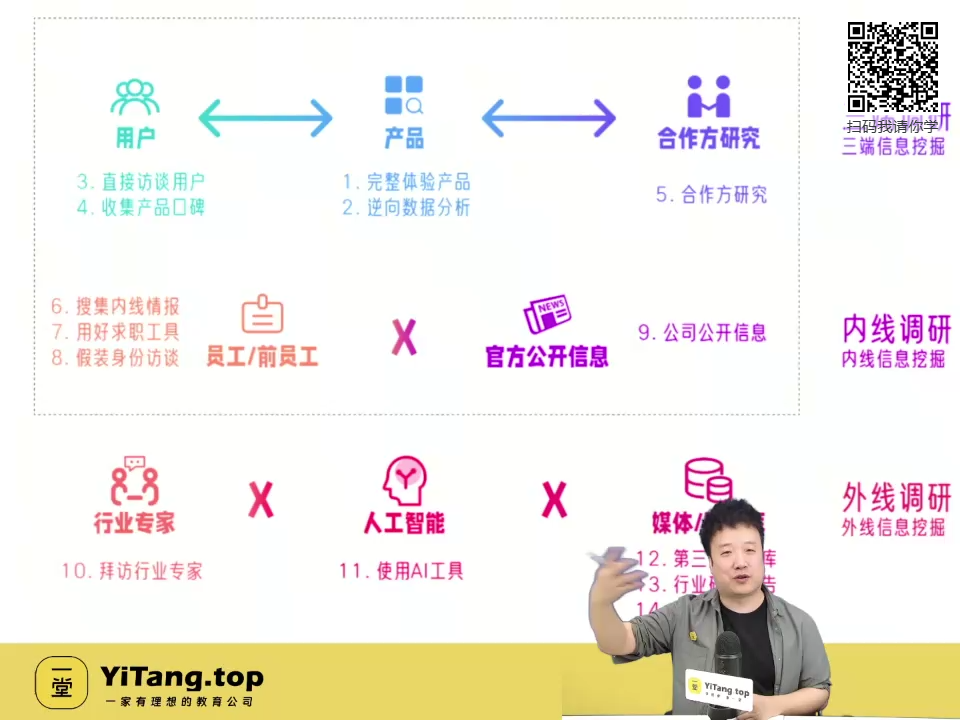 用户
产品
合作方研究
扫码我请你学
三端信息挖掘
3. 直接访谈用户
4. 收集产品口碑
1. 完整体验产品
2. 逆向数据分析
5. 合作方研究
6. 搜集内线情报
7. 用好求职工具
8. 假装身份访谈
员工/前员工
X
NEWS
官方公开信息
9. 公司公开信息
内线调研
内线信息挖掘
行业专家
X
人工智能
X
媒体/
外线调研
外线信息挖掘
10. 拜访行业专家
11. 使用AI工具
12. 第三
库
13. 行业
告
14.
一堂
YiTang.top
一家有理想的教育公司
YiTang.top